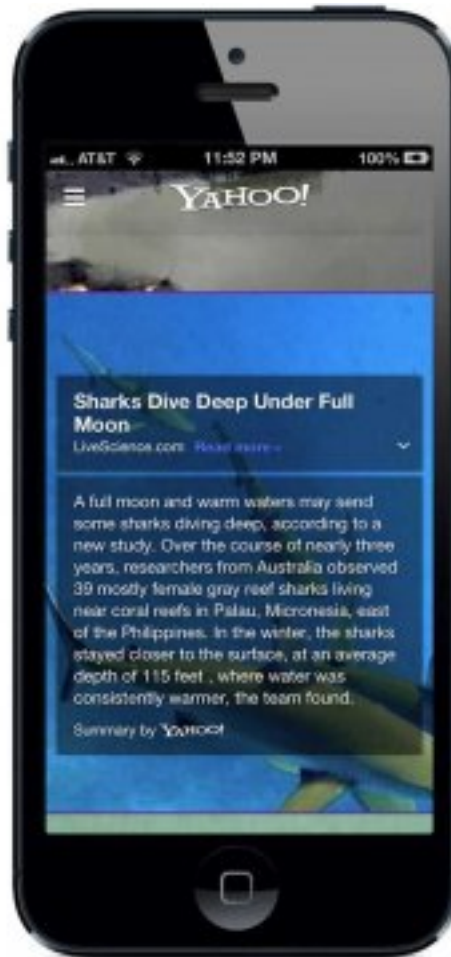 AT&T 11:52 PM 100%
YAHOO!
Sharks Dive Deep Under Full
Moon
LiveScience.com Read more »
A full moon and warm waters may send
some sharks diving deep, according to a
new study. Over the course of nearly three
years, researchers from Australia observed
39 mostly female gray reef sharks living
near coral reefs in Palau, Micronesia, east
of the Philippines. In the winter, the sharks
stayed closer to the surface, at an average
depth of 115 feet , where water was
consistently warmer, the team found.
Summary by YAHOO!